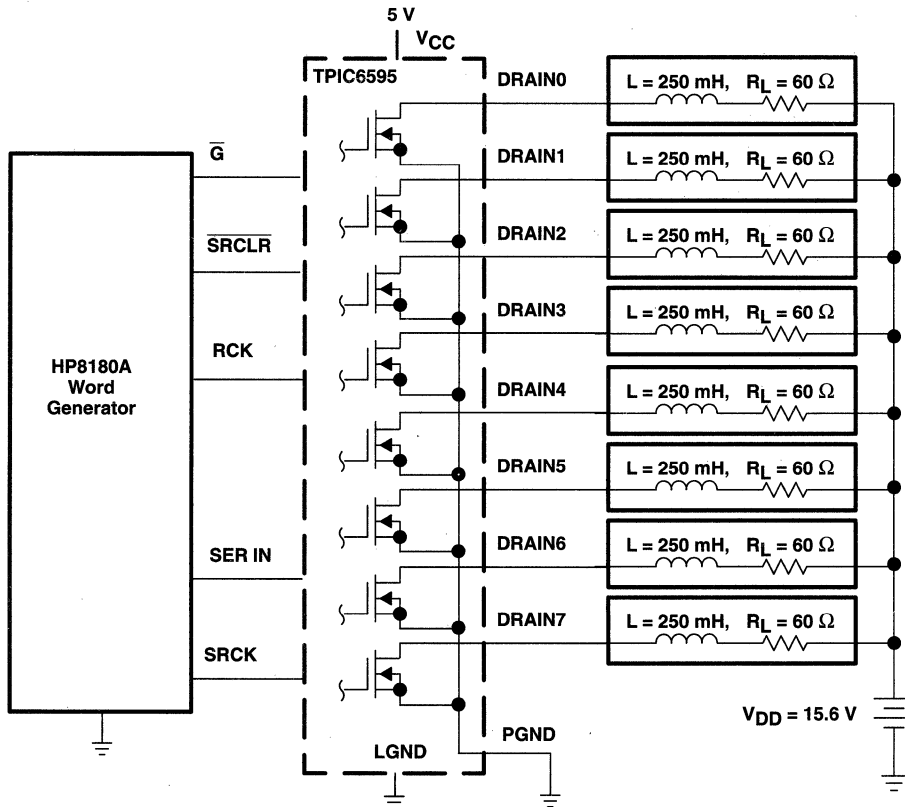 5 V
VCC
TPIC6595
DRAIN0
L = 250 mH, RL = 60 Ω
G
DRAIN1
L = 250 mH, RL = 60 Ω
SRCLR
DRAIN2
L = 250 mH, RL = 60 Ω
RCK
DRAIN3
L = 250 mH, RL = 60 Ω
HP8180A
Word
Generator
DRAIN4
L = 250 mH, RL = 60 Ω
DRAIN5
L = 250 mH, RL = 60 Ω
SER IN
DRAIN6
L = 250 mH, RL = 60 Ω
SRCK
DRAIN7
L = 250 mH, RL = 60 Ω
VDD = 15.6 V
LGND
PGND